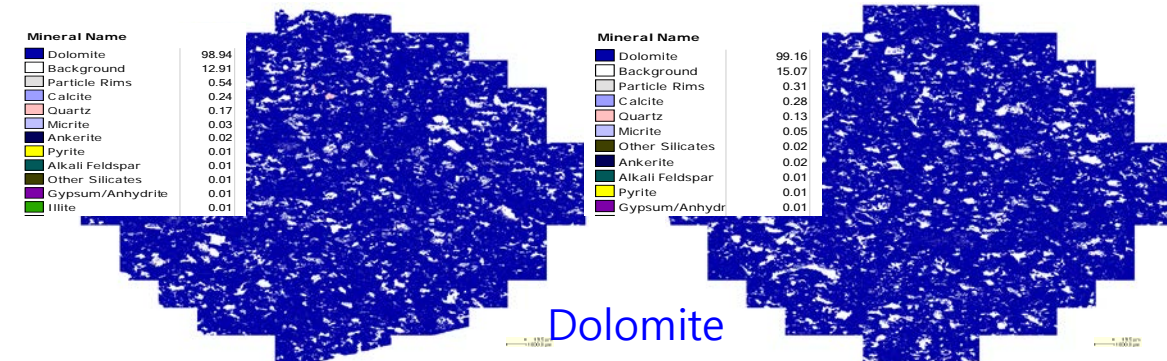 Mineral Name
Dolomite 98.94
Background 12.91
Particle Rims 0.54
Calcite 0.24
Quartz 0.17
Micrite 0.03
Ankerite 0.02
Pyrite 0.01
Alkali Feldspar 0.01
Other Silicates 0.01
Gypsum/Anhydrite 0.01
Illite 0.01
Mineral Name
Dolomite 99.16
Background 15.07
Particle Rims 0.31
Calcite 0.28
Quartz 0.13
Micrite 0.05
Other Silicates 0.02
Ankerite 0.02
Alkali Feldspar 0.01
Pyrite 0.01
Gypsum/Anhydr 0.01
Dolomite